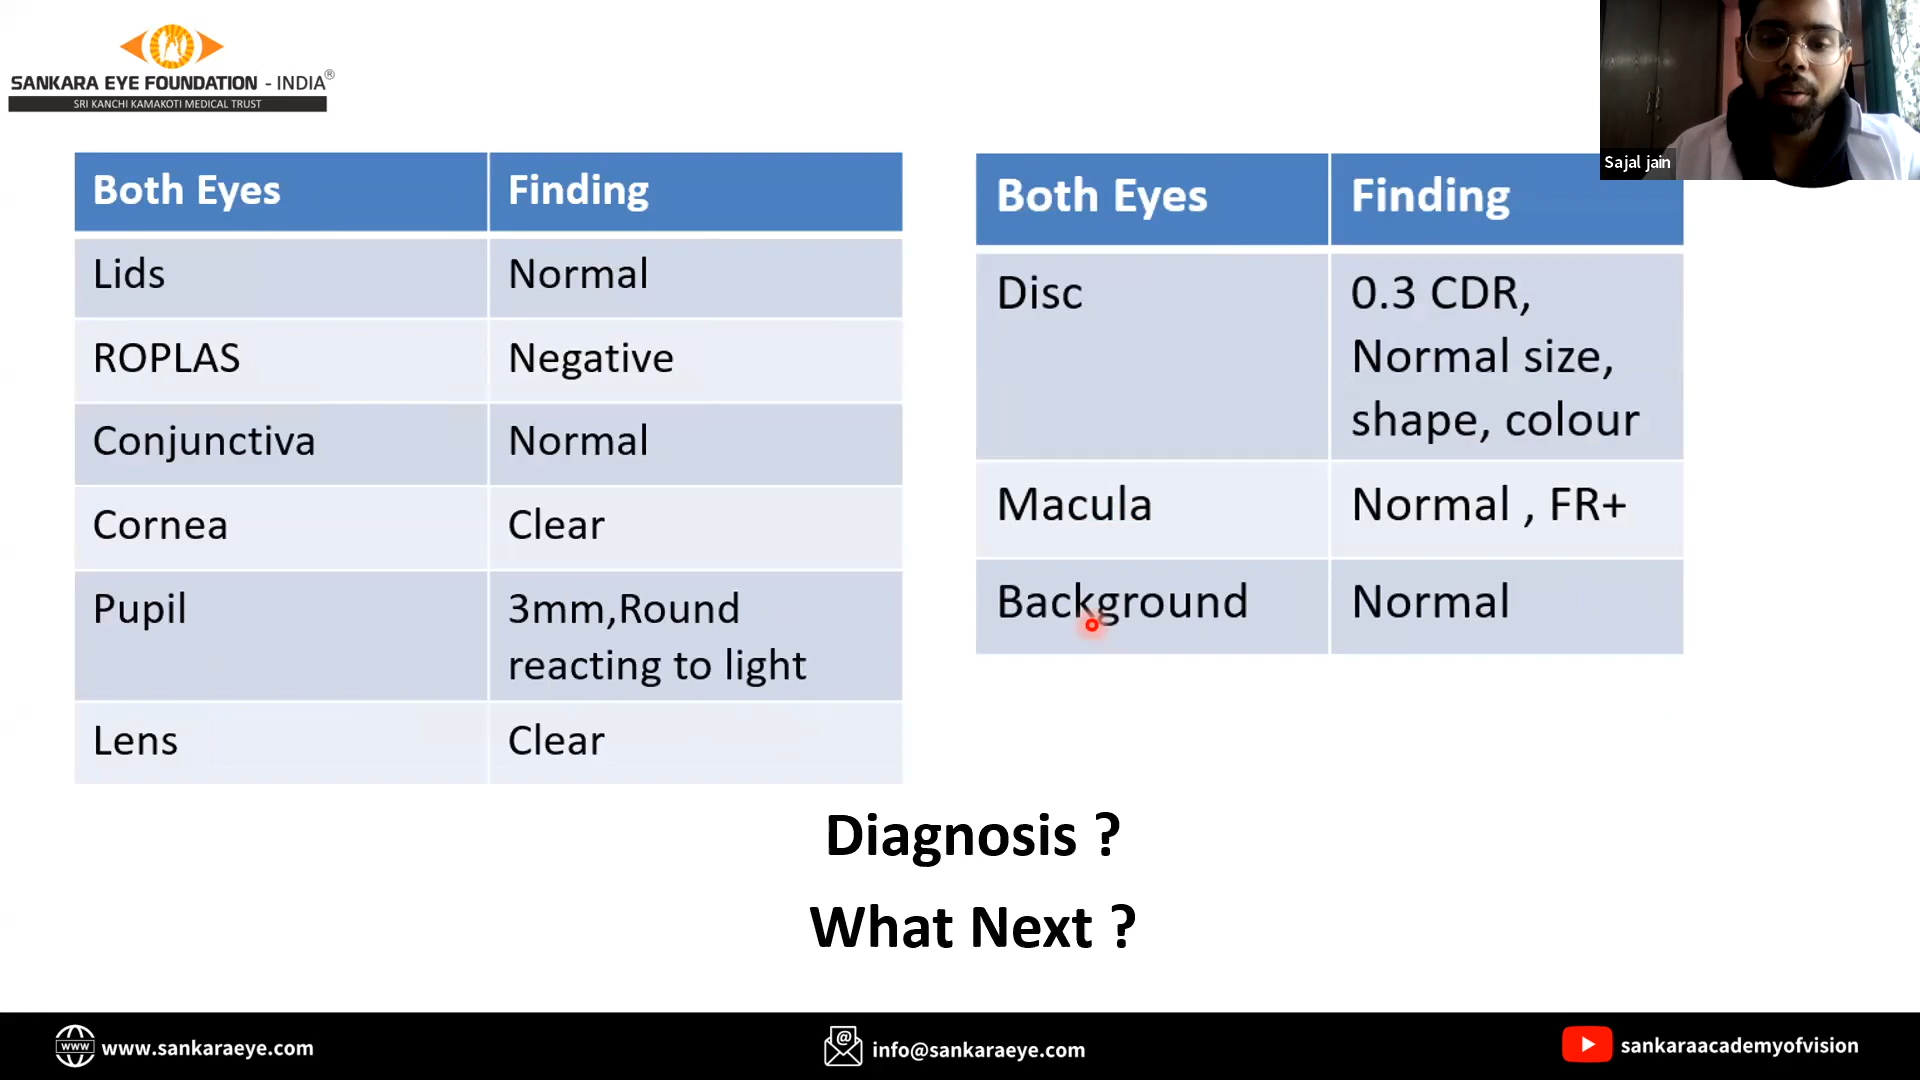 SANKARA EYE FOUNDATION - INDIA®
SRI KANCHI KAMAKOTI MEDICAL TRUST
Sajal jain
Both Eyes Finding
Lids Normal
ROPLAS Negative
Conjunctiva Normal
Cornea Clear
Pupil 3mm,Round
reacting to light
Lens Clear
Both Eyes Finding
Disc 0.3 CDR,
Normal size,
shape, colour
Macula Normal , FR+
Background Normal
Diagnosis ?
What Next ?
www www.sankaraeye.com
@ info@sankaraeye.com
sankaraacademyofvision